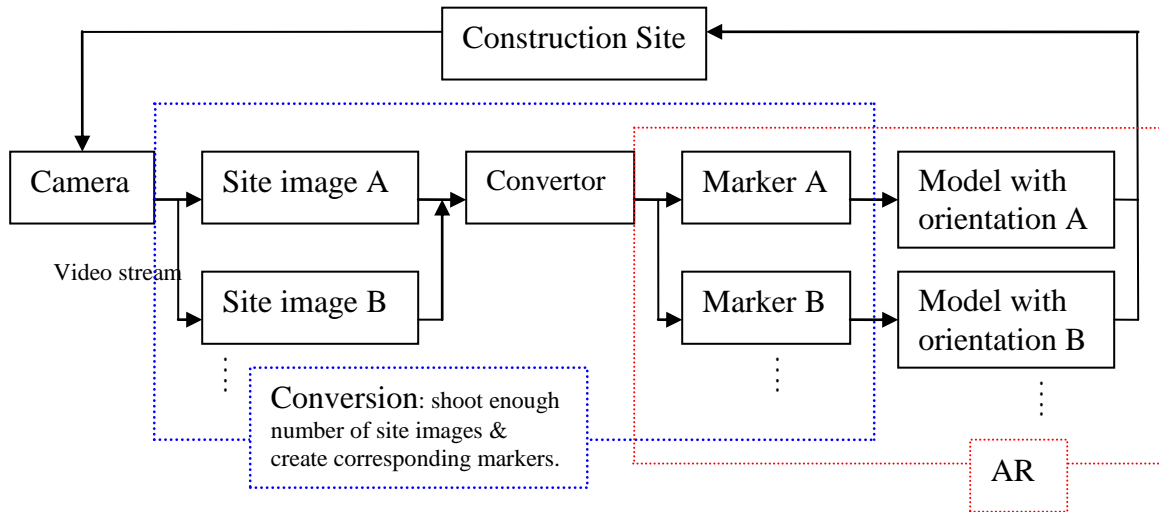 Construction Site
Camera
Site image A
Convertor
Marker A
Model with
orientation A
Video stream
Site image B
Marker B
Model with
orientation B
Conversion: shoot enough
number of site images &
create corresponding markers.
AR